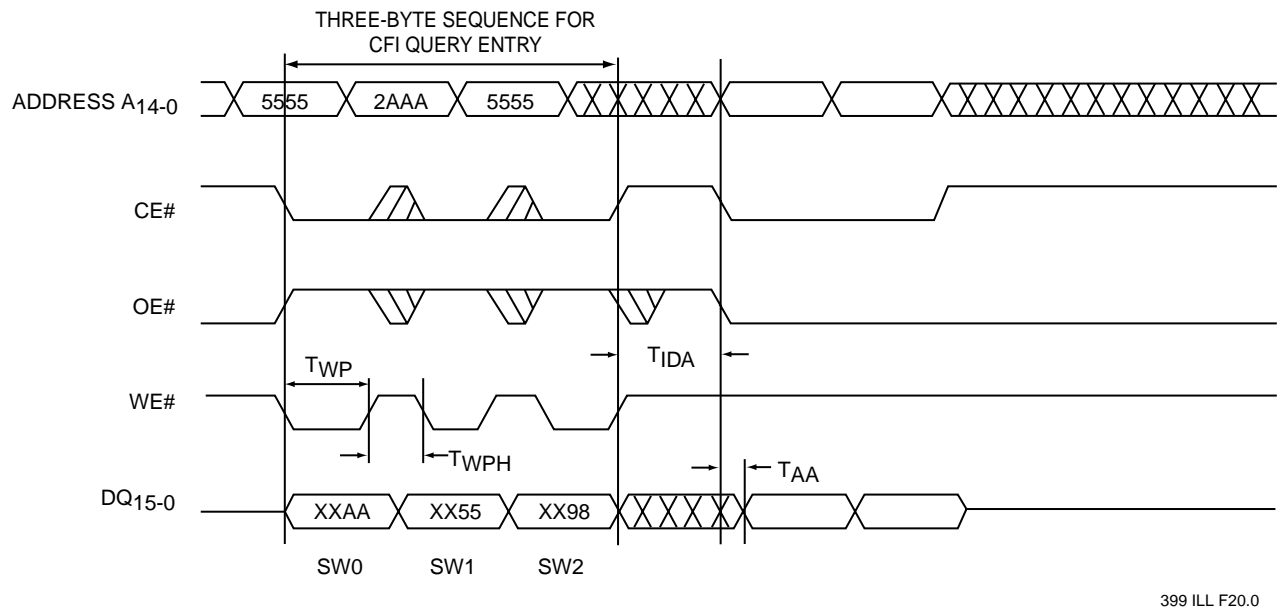 THREE-BYTE SEQUENCE FOR
CFI QUERY ENTRY
ADDRESS A14-0
5555 2AAA 5555
CE#
OE#
TWP
TIDA
WE#
TWPH
TAA
DQ15-0
XXAA XX55 XX98
SW0 SW1 SW2
399 ILL F20.0